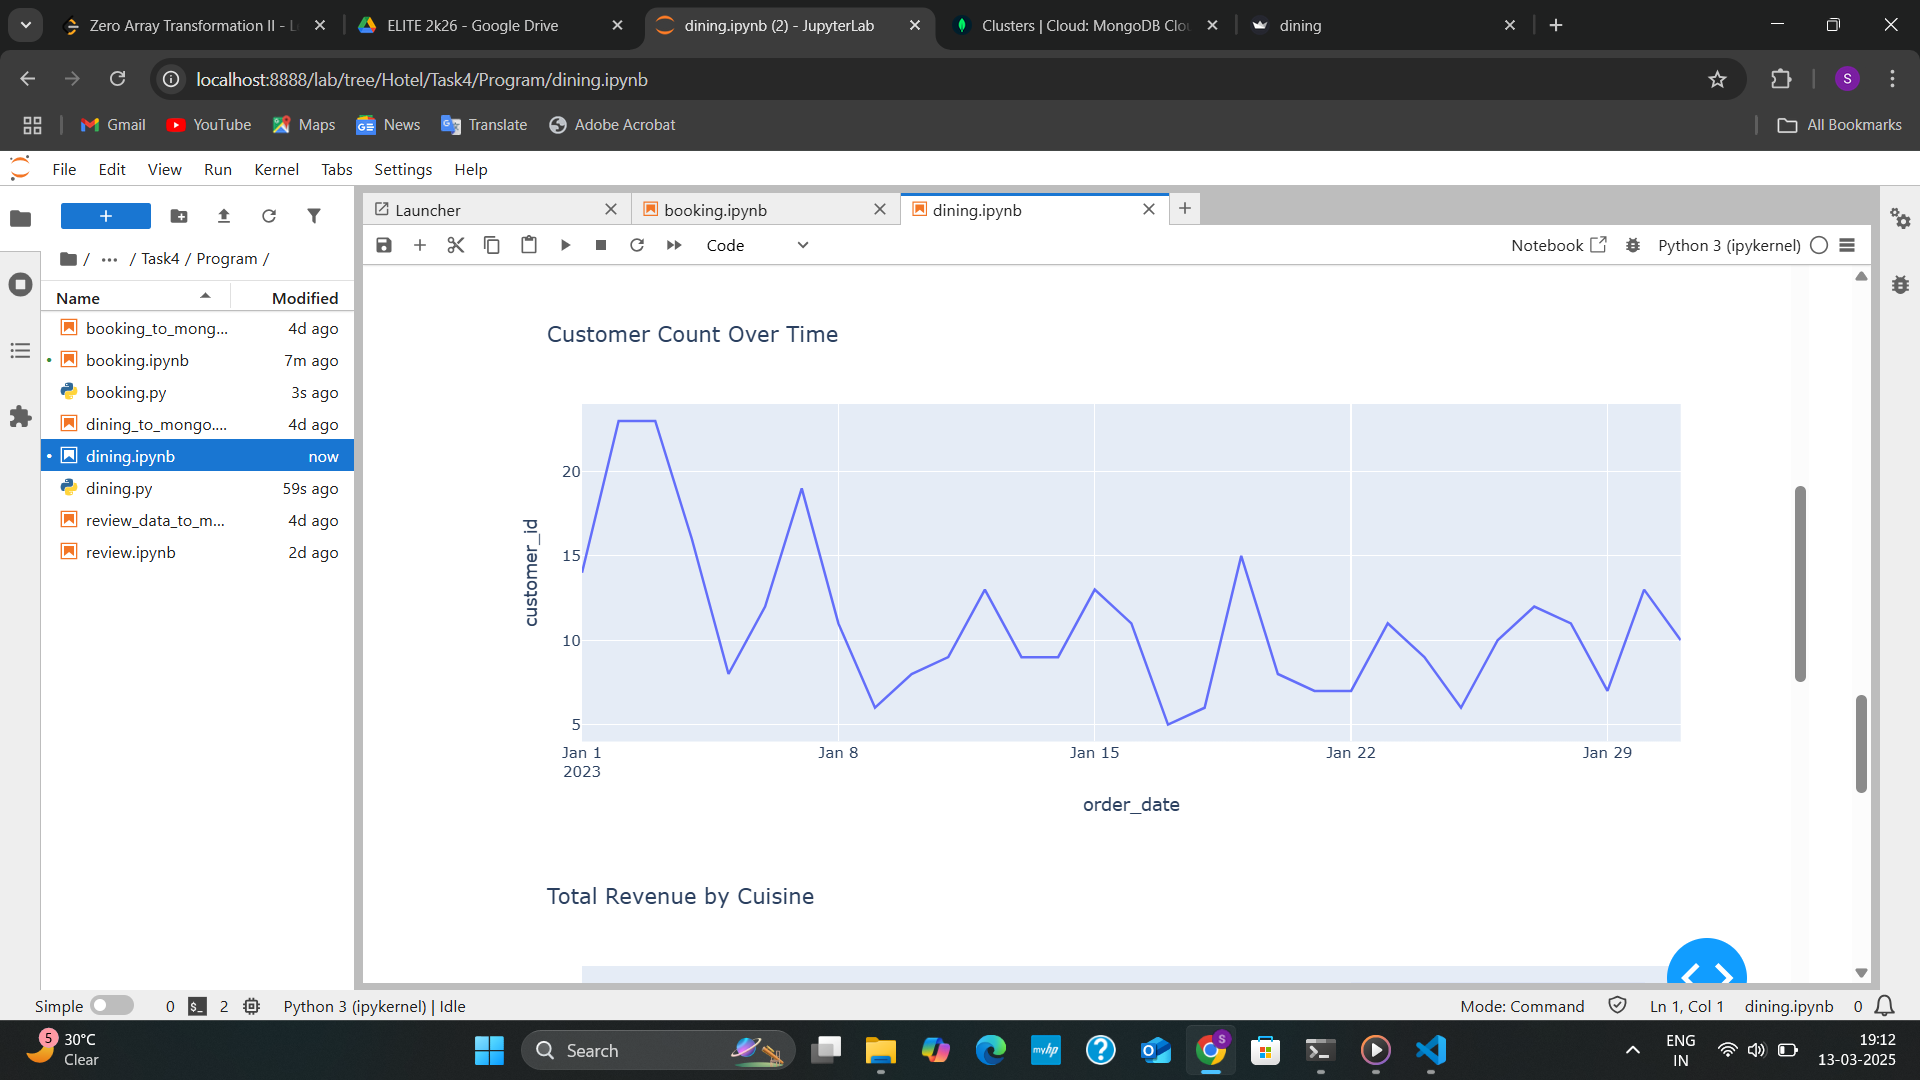 Zero Array Transformation II - L
ELITE 2k26 - Google Drive
dining.ipynb (2) - JupyterLab
Clusters | Cloud: MongoDB Clo
dining
localhost:8888/lab/tree/Hotel/Task4/Program/dining.ipynb
S
Gmail
YouTube
Maps
News
Translate
Adobe Acrobat
All Bookmarks
File Edit View Run Kernel Tabs Settings Help
Launcher
booking.ipynb
dining.ipynb
Code
Notebook
Python 3 (ipykernel)
/ ... / Task4 / Program /
Name Modified
booking_to_mong... 4d ago
booking.ipynb 7m ago
booking.py 3s ago
dining_to_mongo.... 4d ago
dining.ipynb now
dining.py 59s ago
review_data_to_m... 4d ago
review.ipynb 2d ago
Customer Count Over Time
20
15
10
5
customer_id
Jan 1 Jan 8 Jan 15 Jan 22 Jan 29
2023
order_date
Total Revenue by Cuisine
Simple 0 $_ 2 Python 3 (ipykernel) | Idle
Mode: Command Ln 1, Col 1 dining.ipynb 0
5
30°C
Clear
Search
myhp
S
ENG
IN
19:12
13-03-2025